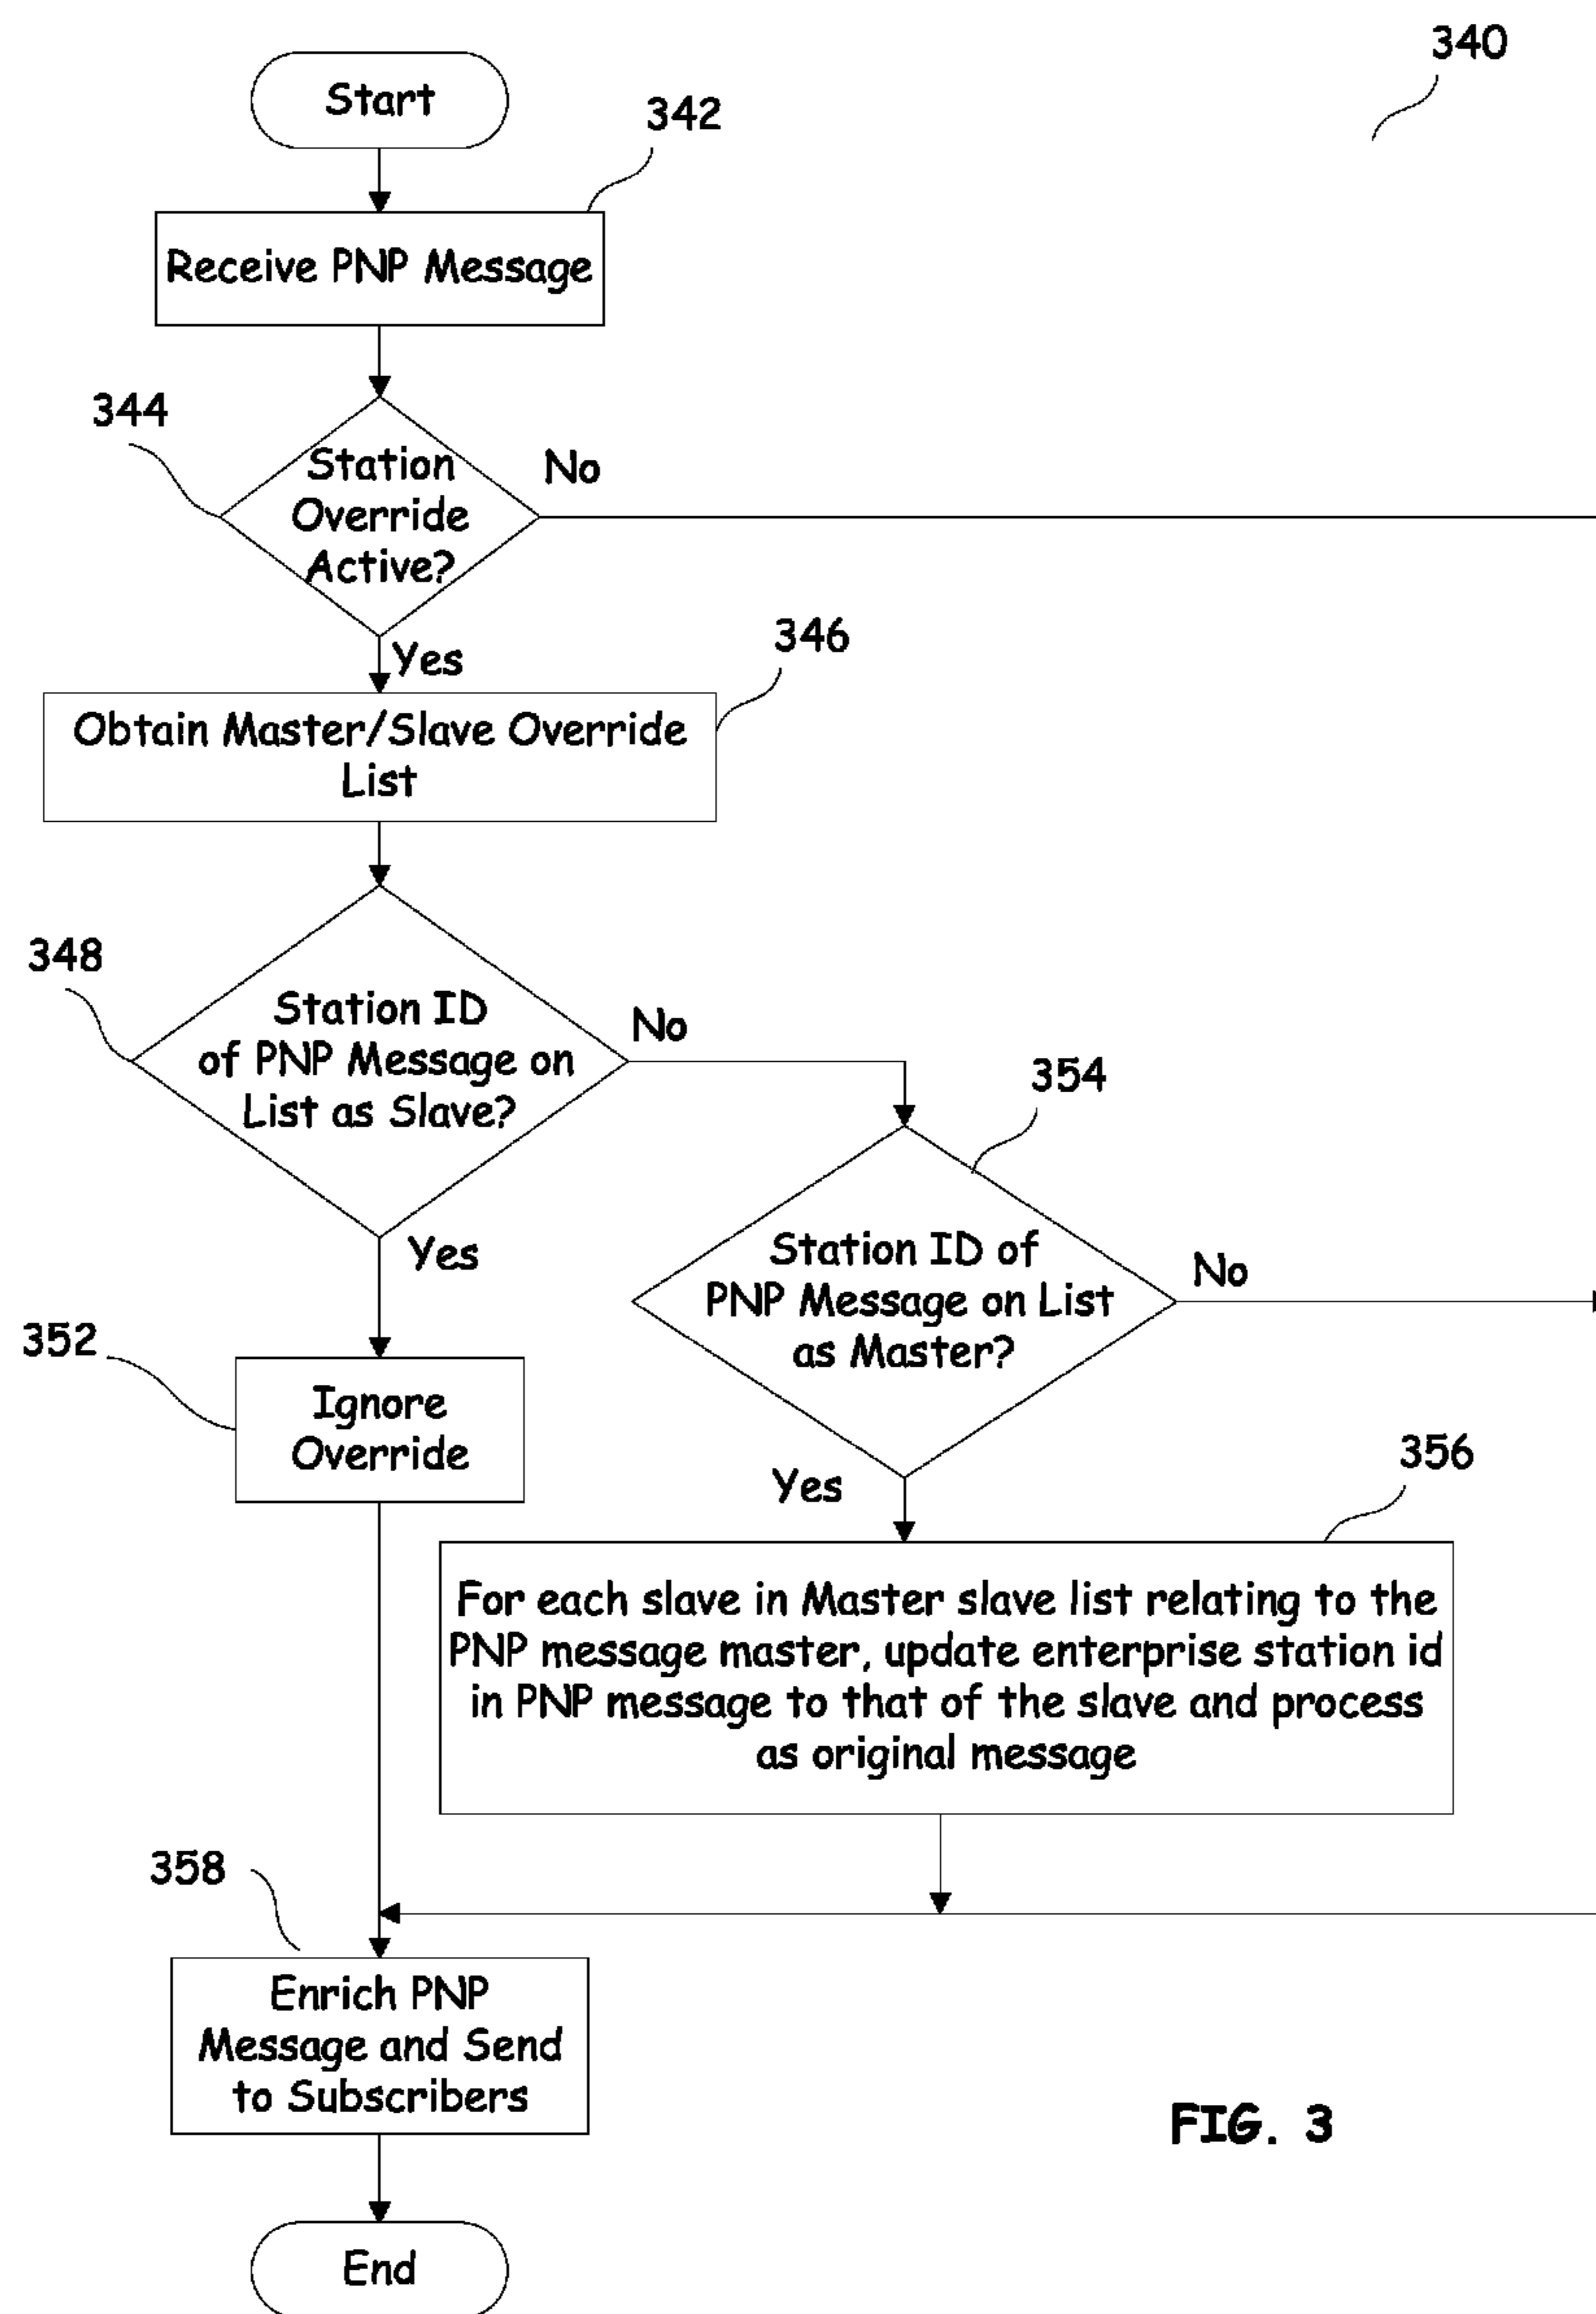 340
Start
342
Receive PNP Message
344
Station
Override
Active?
No
Yes
346
Obtain Master/Slave Override
List
348
Station ID
of PNP Message on
List as Slave?
No
354
Yes
Station ID of
PNP Message on List
as Master?
No
352
Ignore
Override
Yes
356
For each slave in Master slave list relating to the
PNP message master, update enterprise station id
in PNP message to that of the slave and process
as original message
358
Enrich PNP
Message and Send
to Subscribers
FIG. 3
End